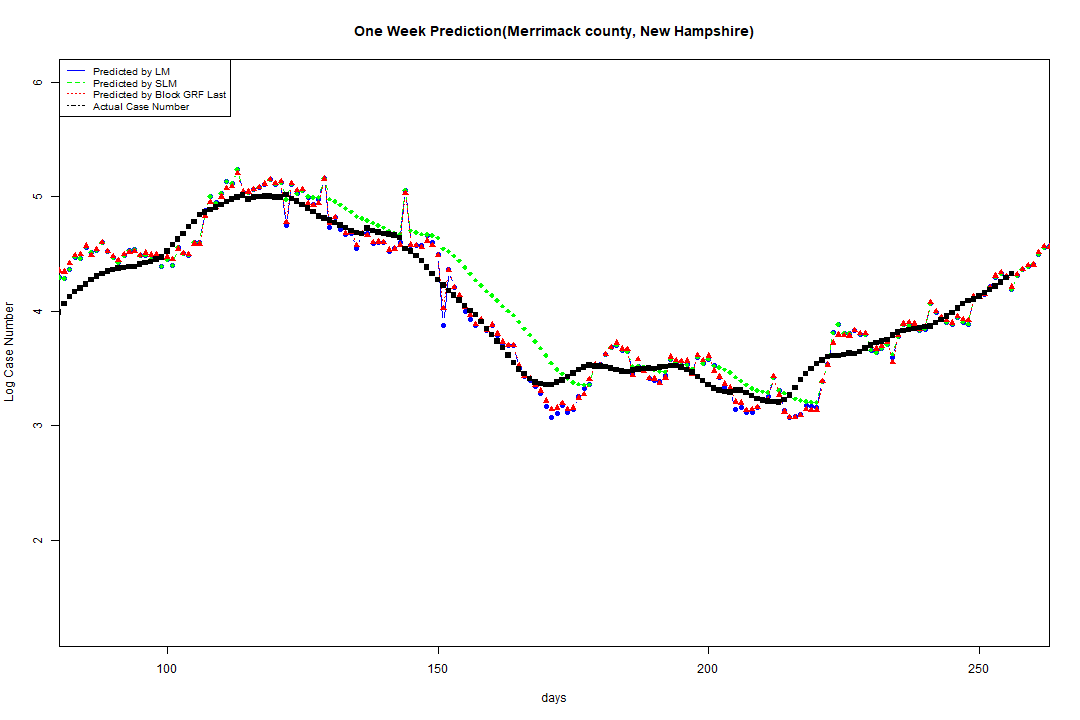 One Week Prediction(Merrimack county, New Hampshire)
Predicted by LM
Predicted by SLM
Predicted by Block GRF Last
Actual Case Number
6
5
4
3
2
Log Case Number
100 150 200 250
days